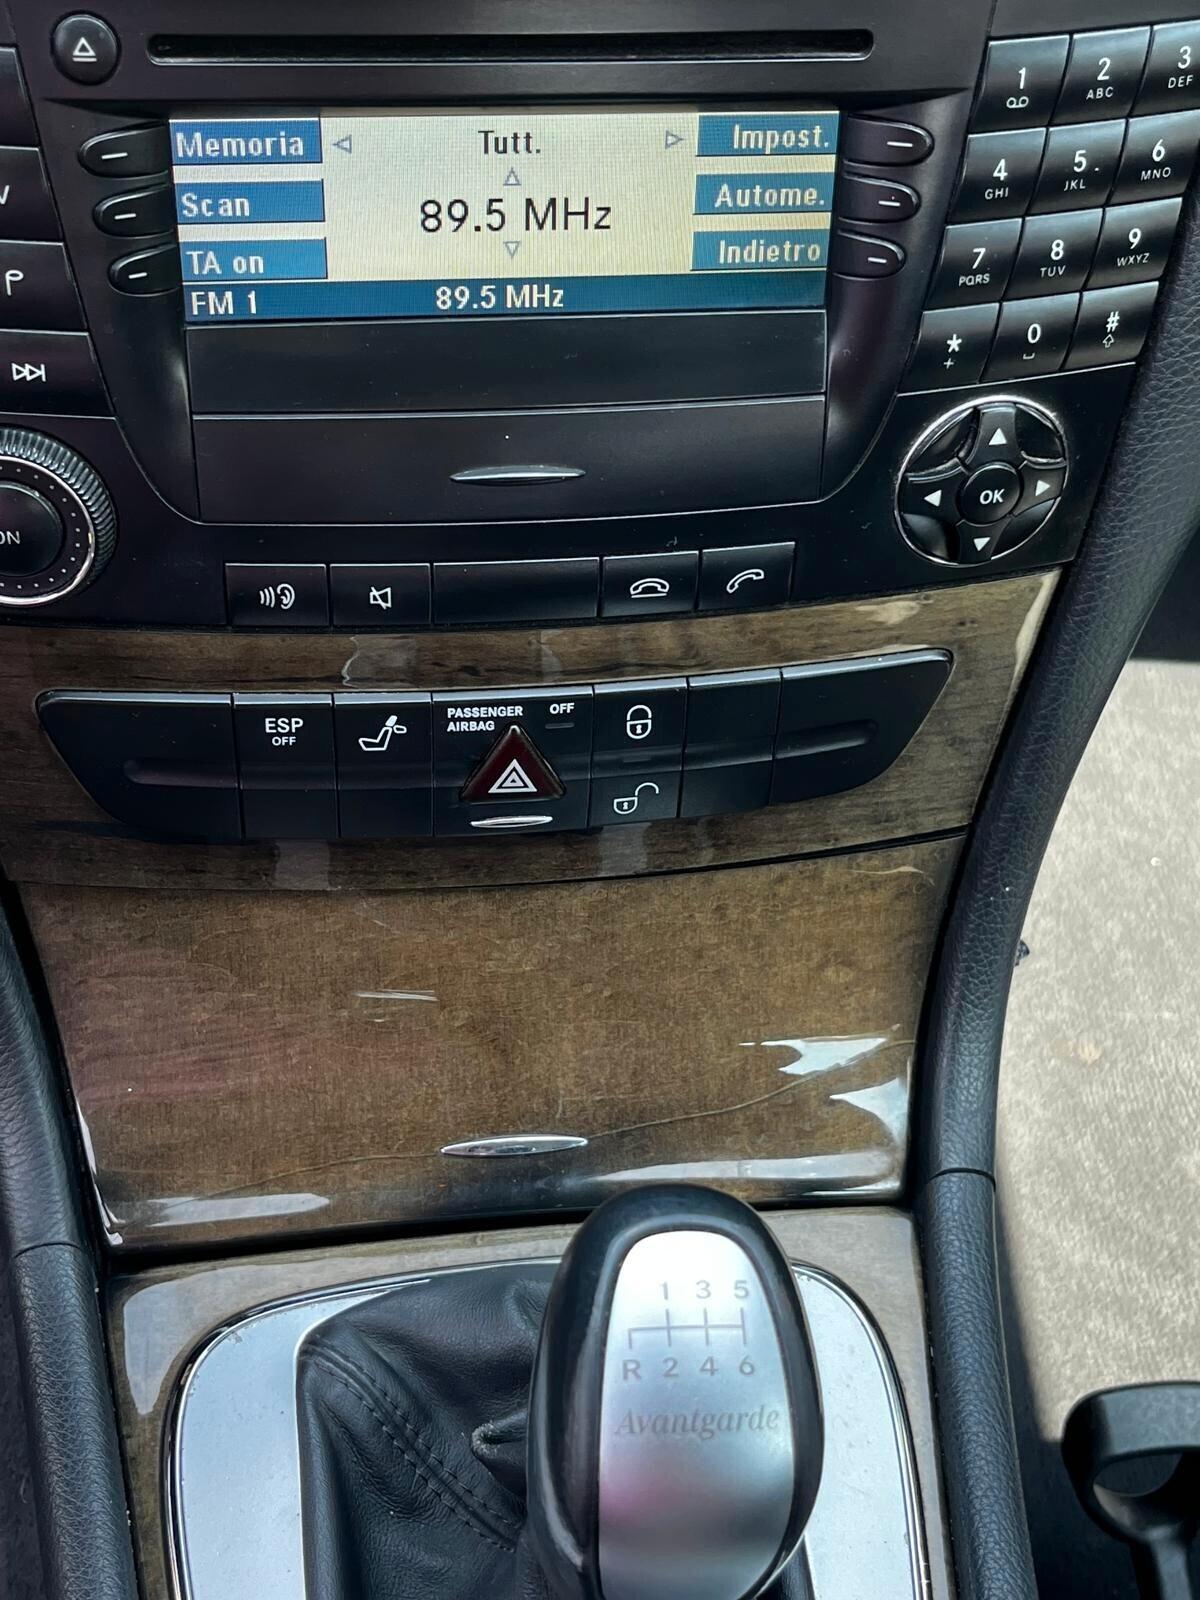 Memoria
Tutt.
Impost.
Scan
89.5 MHz
Autome.
TA on
Indietro
FM 1
89.5 MHz
1
2 ABC
3 DEF
4 GHI
5 JKL
6 MNO
7 PQRS
8 TUV
9 WXYZ
* +
0
#
OK
ON
ESP
OFF
PASSENGER
AIRBAG
OFF
1 3 5
R 2 4 6
Avantgarde